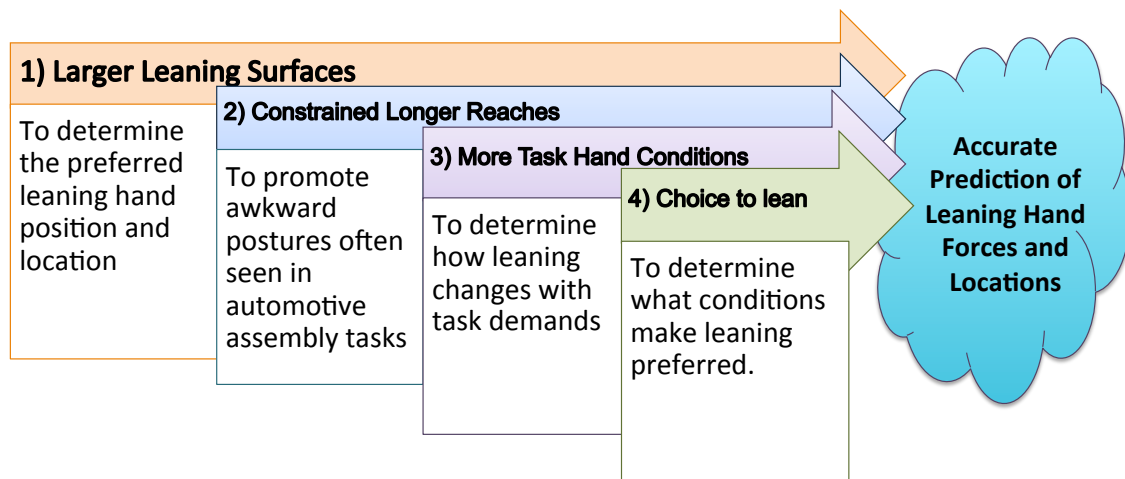 1) Larger Leaning Surfaces
To determine
the preferred
leaning hand
position and
location
2) Constrained Longer Reaches
To promote
awkward
postures often
seen in
automotive
assembly tasks
3) More Task Hand Conditions
To determine
how leaning
changes with
task demands
4) Choice to lean
To determine
what conditions
make leaning
preferred.
Accurate
Prediction of
Leaning Hand
Forces and
Locations